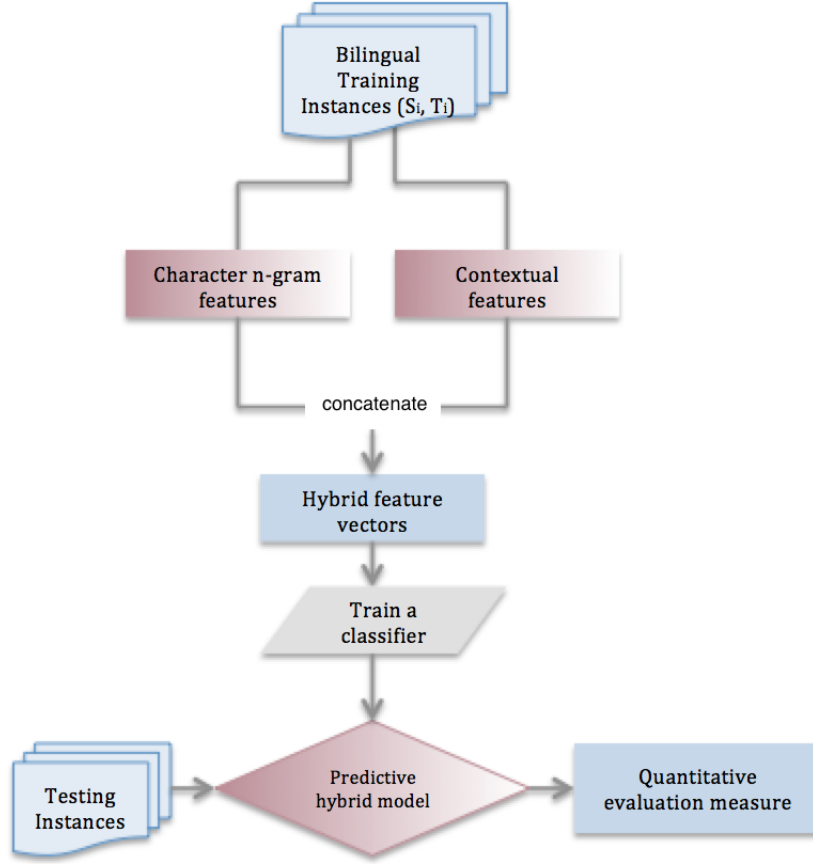 Bilingual
Training
Instances (Si, Ti)
Character n-gram
features
Contextual
features
concatenate
Hybrid feature
vectors
Train a
classifier
Predictive
hybrid model
Testing
Instances
Quantitative
evaluation measure